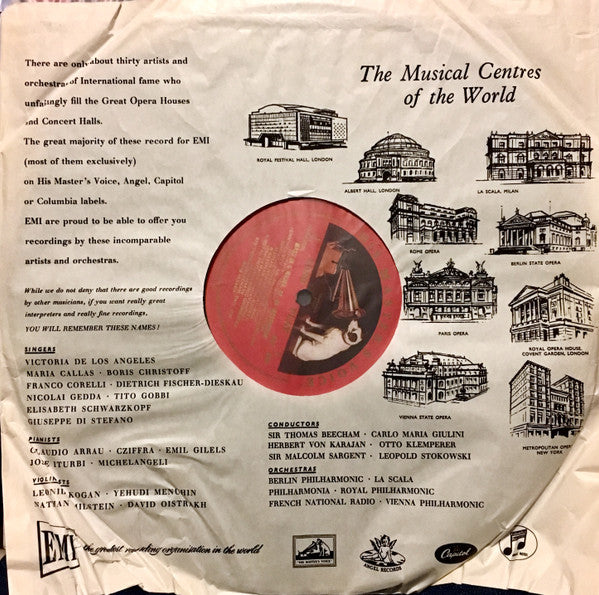 There are only about thirty artists and
orchestras of International fame who
unfailingly fill the Great Opera Houses
and Concert Halls.
The great majority of these record for EMI
(most of them exclusively)
on His Master's Voice, Angel, Capitol
or Columbia labels.
EMI are proud to be able to offer you
recordings by these incomparable
artists and orchestras.
While we do not deny that there are good recordings
by other musicians, if you want really great
interpreters and really fine recordings,
YOU WILL REMEMBER THESE NAMES!
SINGERS
VICTORIA DE LOS ANGELES
MARIA CALLAS · BORIS CHRISTOFF
FRANCO CORELLI · DIETRICH FISCHER-DIESKAU
NICOLAI GEDDA · TITO GOBBI
ELISABETH SCHWARZKOPF
GIUSEPPE DI STEFANO
PIANISTS
CLAUDIO ARRAU · CZIFFRA · EMIL GILELS
JOSE ITURBI · MICHELANGELI
VIOLINISTS
LEONID KOGAN · YEHUDI MENUHIN
NATHAN MILSTEIN · DAVID OISTRAKH
The Musical Centres
of the World
ROYAL FESTIVAL HALL, LONDON
ALBERT HALL, LONDON
LA SCALA, MILAN
ROME OPERA
BERLIN STATE OPERA
PARIS OPERA
ROYAL OPERA HOUSE,
COVENT GARDEN, LONDON
VIENNA STATE OPERA
METROPOLITAN OPERA
NEW YORK
CONDUCTORS
SIR THOMAS BEECHAM · CARLO MARIA GIULINI
HERBERT VON KARAJAN · OTTO KLEMPERER
SIR MALCOLM SARGENT · LEOPOLD STOKOWSKI
ORCHESTRAS
BERLIN PHILHARMONIC · LA SCALA
PHILHARMONIA · ROYAL PHILHARMONIC
FRENCH NATIONAL RADIO · VIENNA PHILHARMONIC
EMI the greatest recording organisation in the world
"HIS MASTER'S VOICE"
ANGEL RECORDS
Capitol